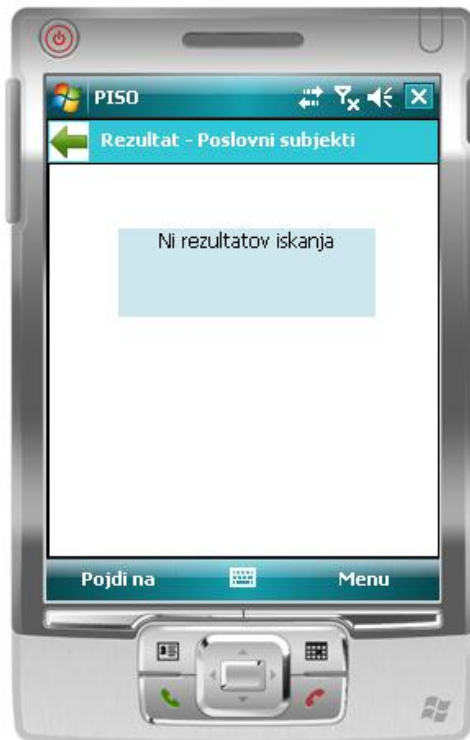 PISO
Rezultat - Poslovni subjekti
Ni rezultatov iskanja
Pojdi na
Menu